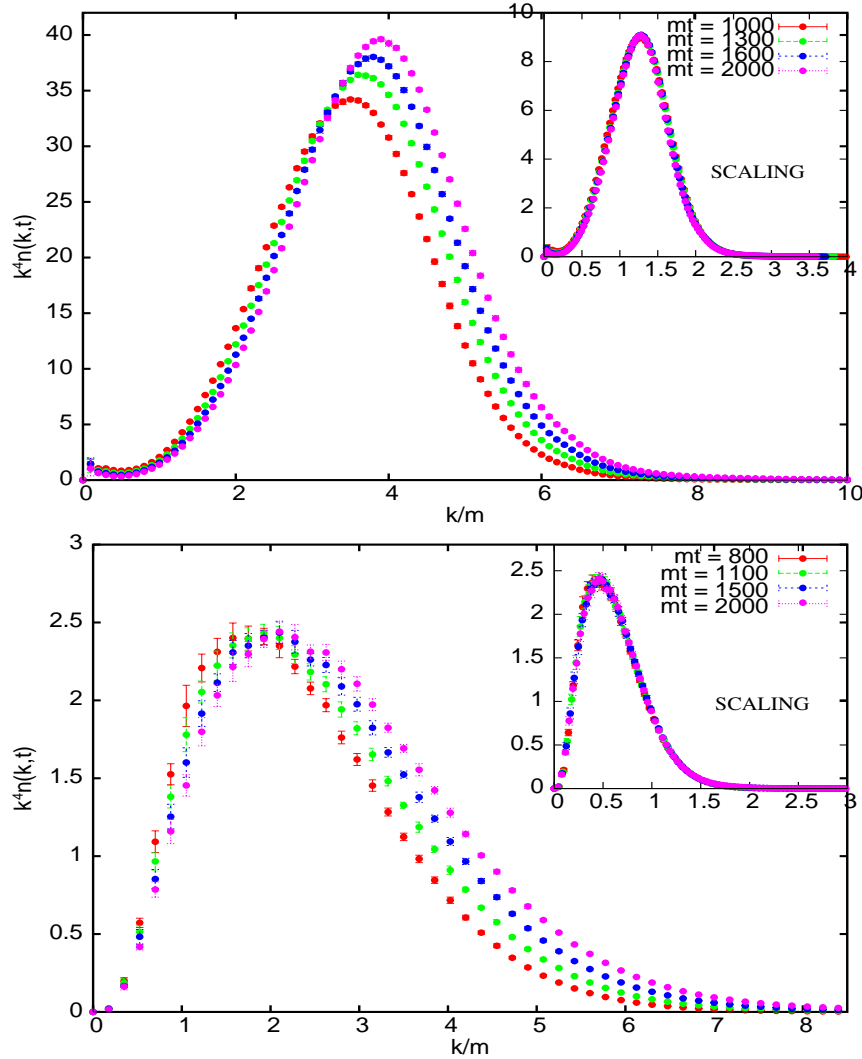 k⁴n(k,t)
40
35
30
25
20
15
10
5
0
0 2 4 6 8 10
k/m
10
8
6
4
2
0
0 0.5 1 1.5 2 2.5 3 3.5 4
mt = 1000
mt = 1300
mt = 1600
mt = 2000
SCALING
k⁴n(k,t)
3
2.5
2
1.5
1
0.5
0
0 1 2 3 4 5 6 7 8
k/m
2.5
2
1.5
1
0.5
0
0 0.5 1 1.5 2 2.5 3
mt = 800
mt = 1100
mt = 1500
mt = 2000
SCALING